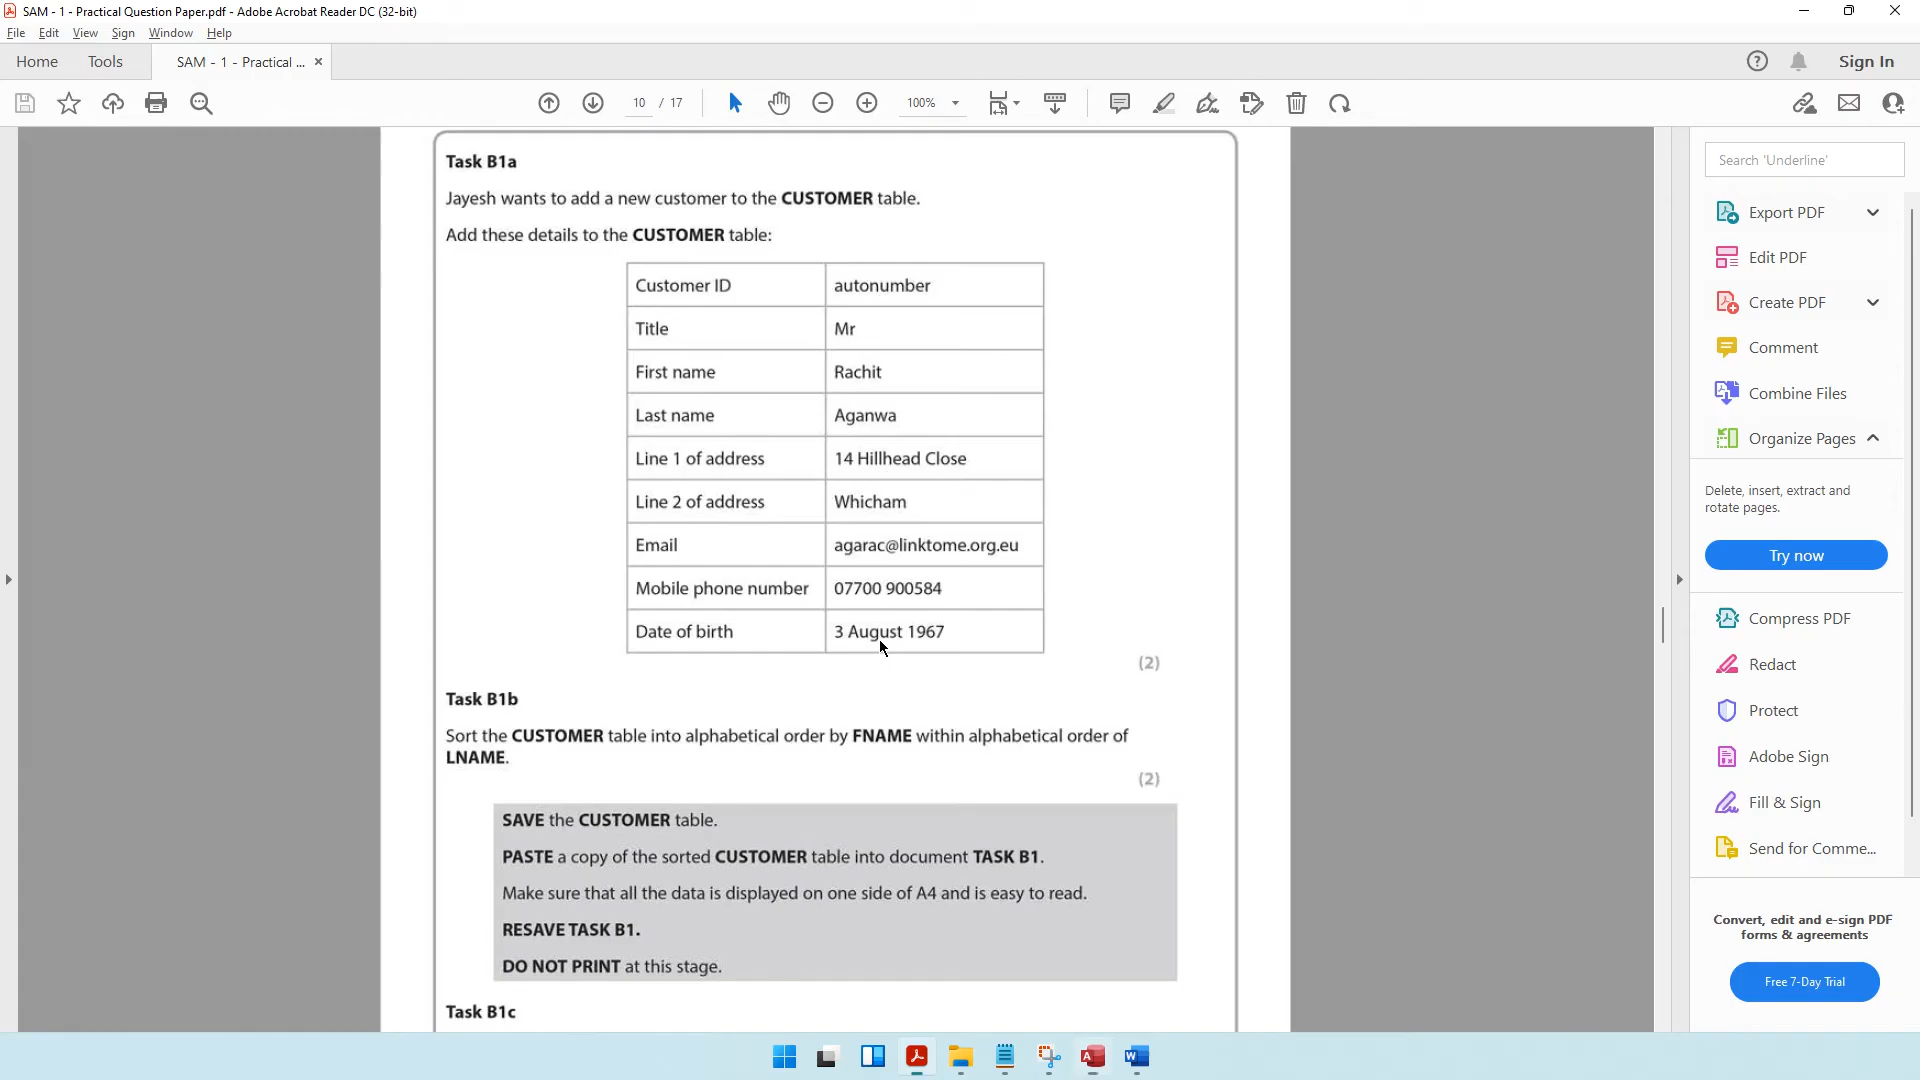 SAM - 1 - Practical Question Paper.pdf - Adobe Acrobat Reader DC (32-bit)
File Edit View Sign Window Help
Home Tools SAM - 1 - Practical ... × Sign In
10 / 17 100%
Task B1a
Jayesh wants to add a new customer to the CUSTOMER table.
Add these details to the CUSTOMER table:
Customer ID autonumber
Title Mr
First name Rachit
Last name Aganwa
Line 1 of address 14 Hillhead Close
Line 2 of address Whicham
Email agarac@linktome.org.eu
Mobile phone number 07700 900584
Date of birth 3 August 1967
(2)
Task B1b
Sort the CUSTOMER table into alphabetical order by FNAME within alphabetical order of
LNAME.
(2)
SAVE the CUSTOMER table.
PASTE a copy of the sorted CUSTOMER table into document TASK B1.
Make sure that all the data is displayed on one side of A4 and is easy to read.
RESAVE TASK B1.
DO NOT PRINT at this stage.
Task B1c
Search 'Underline'
Export PDF
Edit PDF
Create PDF
Comment
Combine Files
Organize Pages
Delete, insert, extract and
rotate pages.
Try now
Compress PDF
Redact
Protect
Adobe Sign
Fill & Sign
Send for Comme...
Convert, edit and e-sign PDF
forms & agreements
Free 7-Day Trial